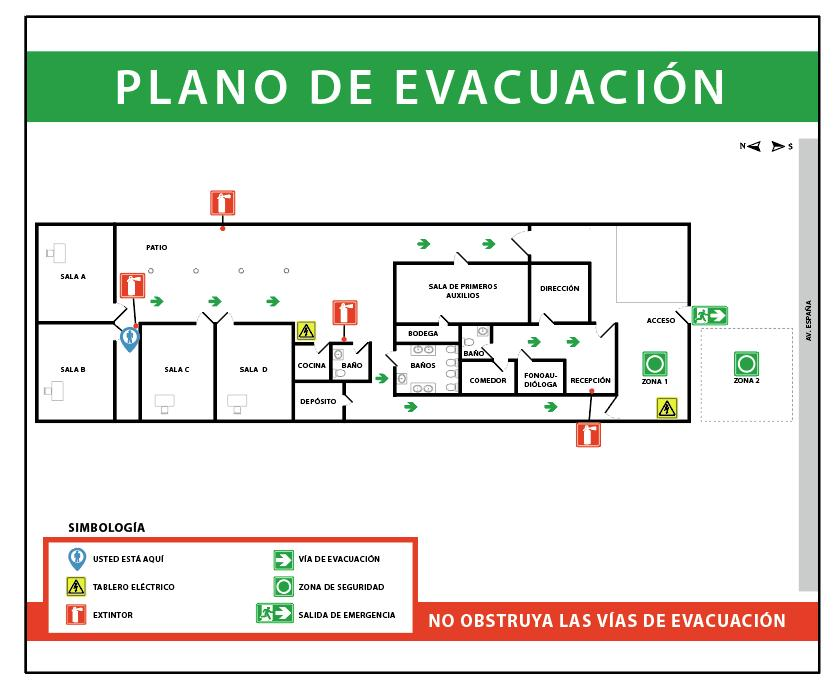 PLANO DE EVACUACIÓN
N S
PATIO
SALA A
SALA DE PRIMEROS
AUXILIOS
DIRECCIÓN
ACCESO
AV. ESPAÑA
BODEGA
SALA B
SALA C
SALA D
COCINA
BAÑO
BAÑOS
BAÑO
COMEDOR
FONOAU-
DIÓLOGA
RECEPCIÓN
ZONA 1
ZONA 2
DEPÓSITO
SIMBOLOGÍA
USTED ESTÁ AQUÍ
VÍA DE EVACUACIÓN
TABLERO ELÉCTRICO
ZONA DE SEGURIDAD
EXTINTOR
SALIDA DE EMERGENCIA
NO OBSTRUYA LAS VÍAS DE EVACUACIÓN